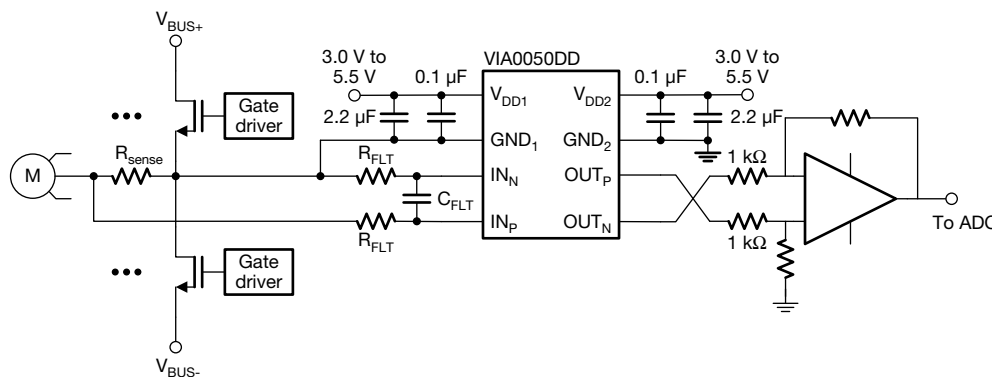 V_BUS+
3.0 V to
5.5 V
0.1 µF
2.2 µF
VIA0050DD
V_DD1
GND_1
IN_N
IN_P
V_DD2
GND_2
OUT_P
OUT_N
0.1 µF
3.0 V to
5.5 V
2.2 µF
•••
Gate
driver
R_sense
M
R_FLT
C_FLT
R_FLT
1 kΩ
1 kΩ
To ADC
•••
Gate
driver
V_BUS-